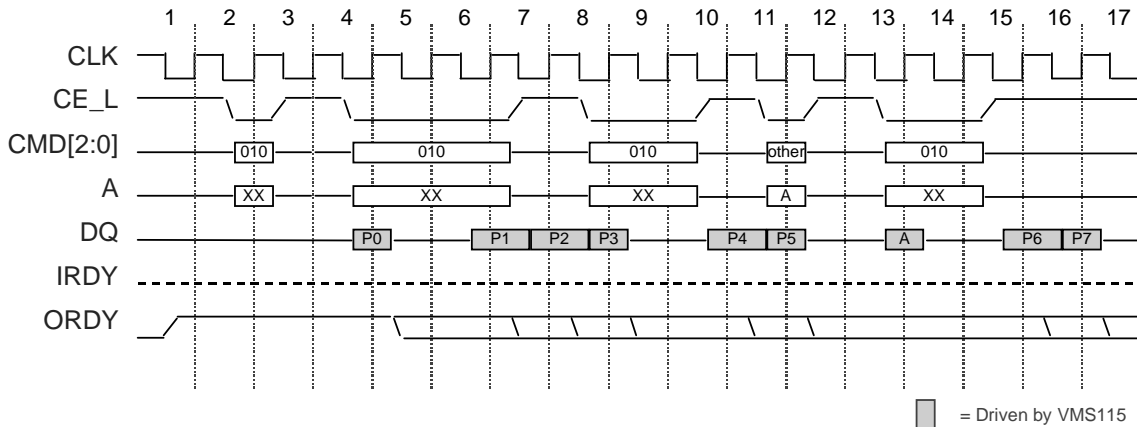 1 2 3 4 5 6 7 8 9 10 11 12 13 14 15 16 17
CLK
CE_L
CMD[2:0] 010 010 010 other 010
A XX XX XX A XX
DQ P0 P1 P2 P3 P4 P5 A P6 P7
IRDY
ORDY
= Driven by VMS115